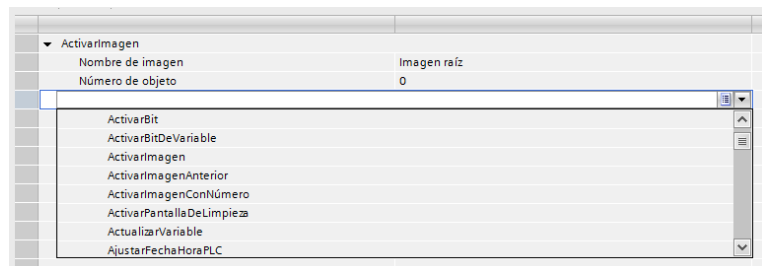 ActivarImagen
Nombre de imagen Imagen raíz
Número de objeto 0
ActivarBit
ActivarBitDeVariable
ActivarImagen
ActivarImagenAnterior
ActivarImagenConNúmero
ActivarPantallaDeLimpieza
ActualizarVariable
AjustarFechaHoraPLC